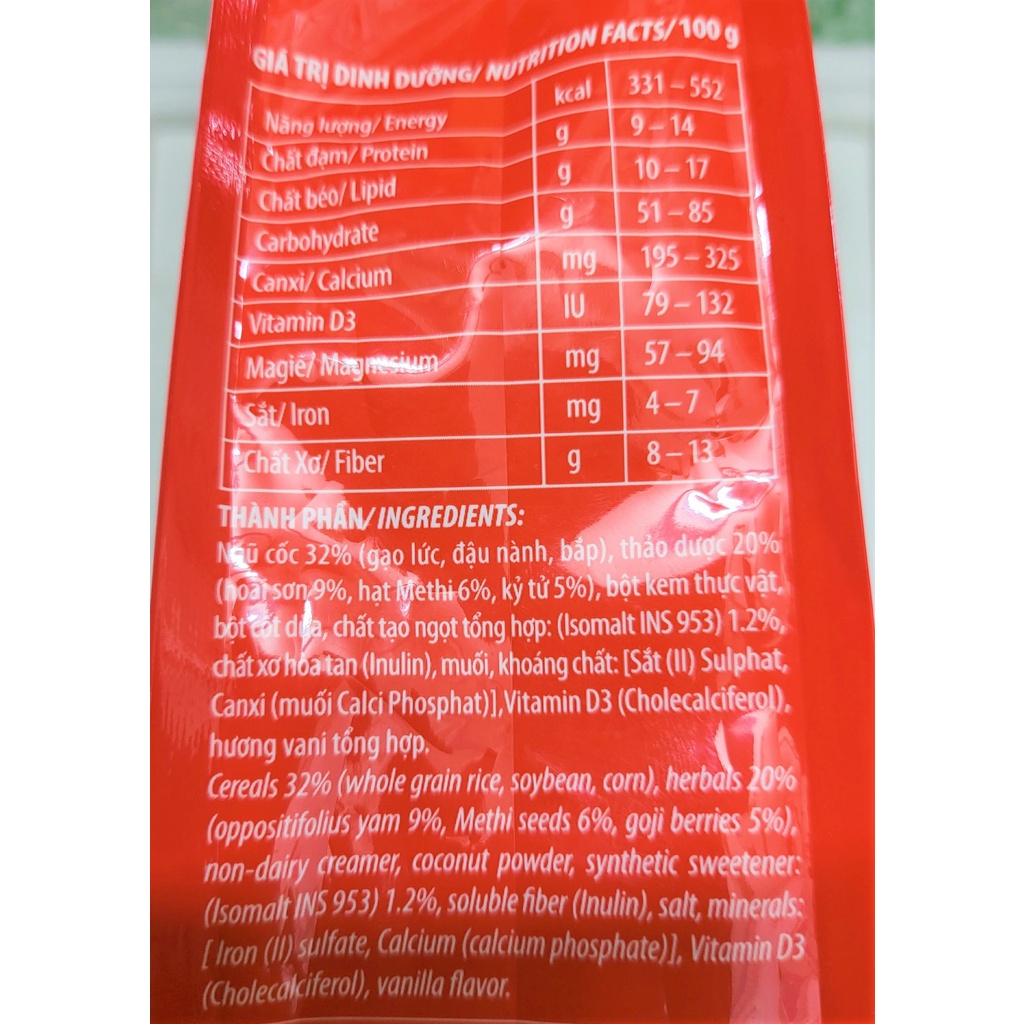 GIÁ TRỊ DINH DƯỠNG/ NUTRITION FACTS/ 100 g
Năng lượng/ Energy kcal 331 – 552
Chất đạm/ Protein g 9 – 14
Chất béo/ Lipid g 10 – 17
Carbohydrate g 51 – 85
Canxi/ Calcium mg 195 – 325
Vitamin D3 IU 79 – 132
Magiê/ Magnesium mg 57 – 94
Sắt/ Iron mg 4 – 7
Chất Xơ/ Fiber g 8 – 13
THÀNH PHẦN/ INGREDIENTS:
Ngũ cốc 32% (gạo lức, đậu nành, bắp), thảo dược 20%
(hoài sơn 9%, hạt Methi 6%, kỷ tử 5%), bột kem thực vật,
bột cốt dừa, chất tạo ngọt tổng hợp: (Isomalt INS 953) 1.2%,
chất xơ hòa tan (Inulin), muối, khoáng chất: [Sắt (II) Sulphat,
Canxi (muối Calci Phosphat)], Vitamin D3 (Cholecalciferol),
hương vani tổng hợp.
Cereals 32% (whole grain rice, soybean, corn), herbals 20%
(oppositifolius yam 9%, Methi seeds 6%, goji berries 5%),
non-dairy creamer, coconut powder, synthetic sweetener:
(Isomalt INS 953) 1.2%, soluble fiber (Inulin), salt, minerals:
[ Iron (II) sulfate, Calcium (calcium phosphate)], Vitamin D3
(Cholecalciferol), vanilla flavor.